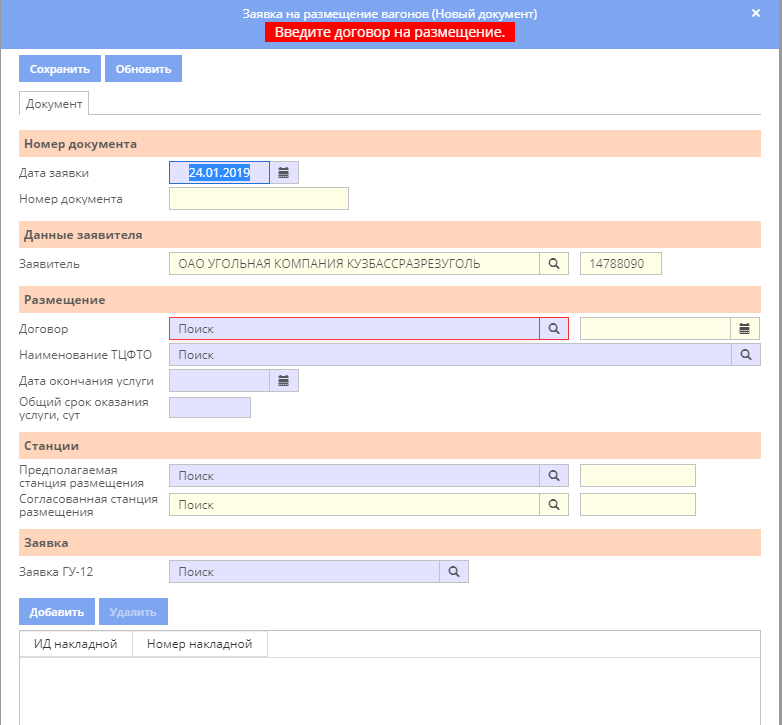 Заявка на размещение вагонов (Новый документ)
Введите договор на размещение.
Сохранить Обновить
Документ
Номер документа
Дата заявки 24.01.2019
Номер документа
Данные заявителя
Заявитель ОАО УГОЛЬНАЯ КОМПАНИЯ КУЗБАССРАЗРЕЗУГОЛЬ 14788090
Размещение
Договор Поиск
Наименование ТЦФТО Поиск
Дата окончания услуги
Общий срок оказания
услуги, сут
Станции
Предполагаемая
станция размещения Поиск
Согласованная станция
размещения Поиск
Заявка
Заявка ГУ-12 Поиск
Добавить Удалить
ИД накладной Номер накладной